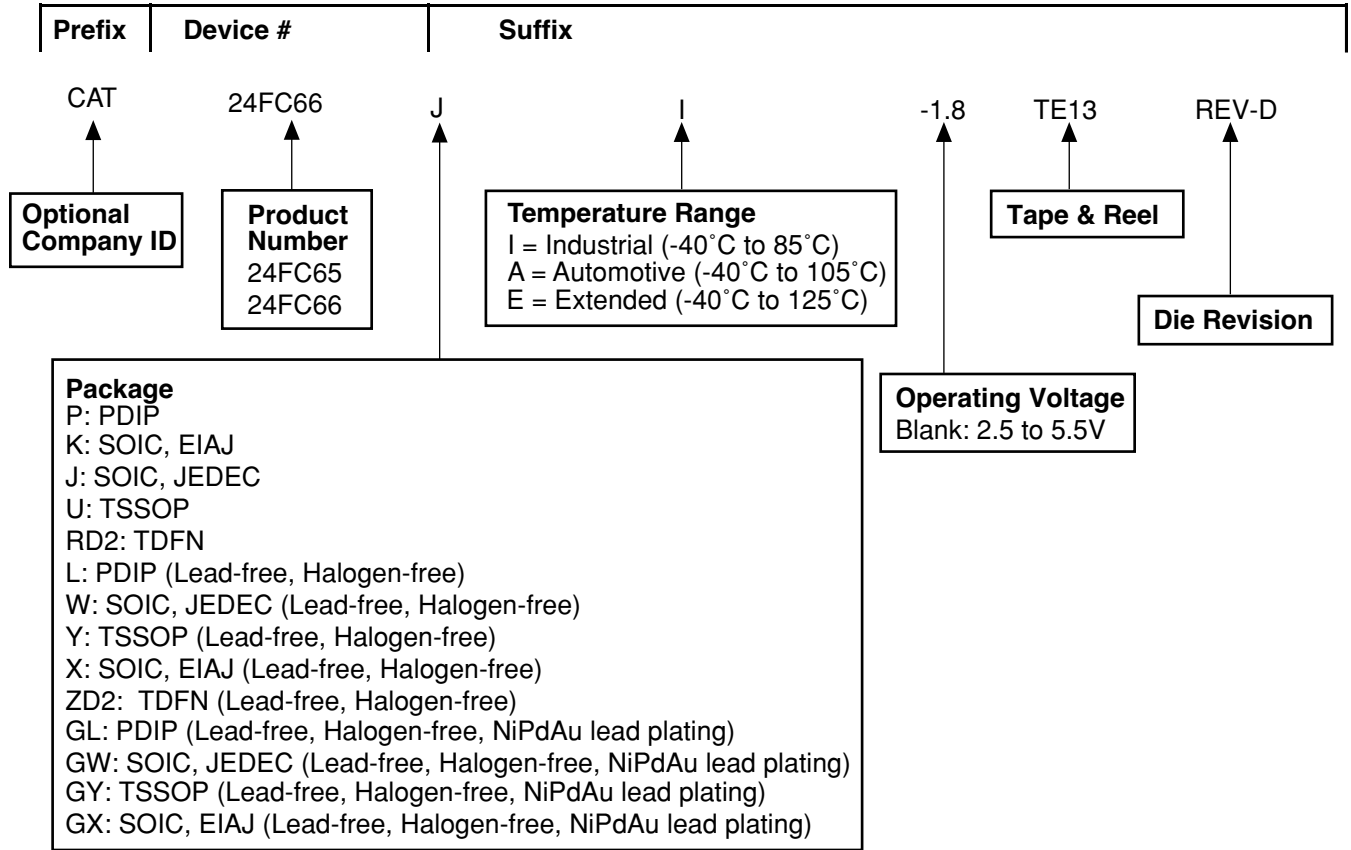 Prefix Device # Suffix
CAT 24FC66 J I -1.8 TE13 REV-D
Optional
Company ID
Product
Number
24FC65
24FC66
Temperature Range
I = Industrial (-40˚C to 85˚C)
A = Automotive (-40˚C to 105˚C)
E = Extended (-40˚C to 125˚C)
Tape & Reel
Die Revision
Package
P: PDIP
K: SOIC, EIAJ
J: SOIC, JEDEC
U: TSSOP
RD2: TDFN
L: PDIP (Lead-free, Halogen-free)
W: SOIC, JEDEC (Lead-free, Halogen-free)
Y: TSSOP (Lead-free, Halogen-free)
X: SOIC, EIAJ (Lead-free, Halogen-free)
ZD2: TDFN (Lead-free, Halogen-free)
GL: PDIP (Lead-free, Halogen-free, NiPdAu lead plating)
GW: SOIC, JEDEC (Lead-free, Halogen-free, NiPdAu lead plating)
GY: TSSOP (Lead-free, Halogen-free, NiPdAu lead plating)
GX: SOIC, EIAJ (Lead-free, Halogen-free, NiPdAu lead plating)
Operating Voltage
Blank: 2.5 to 5.5V